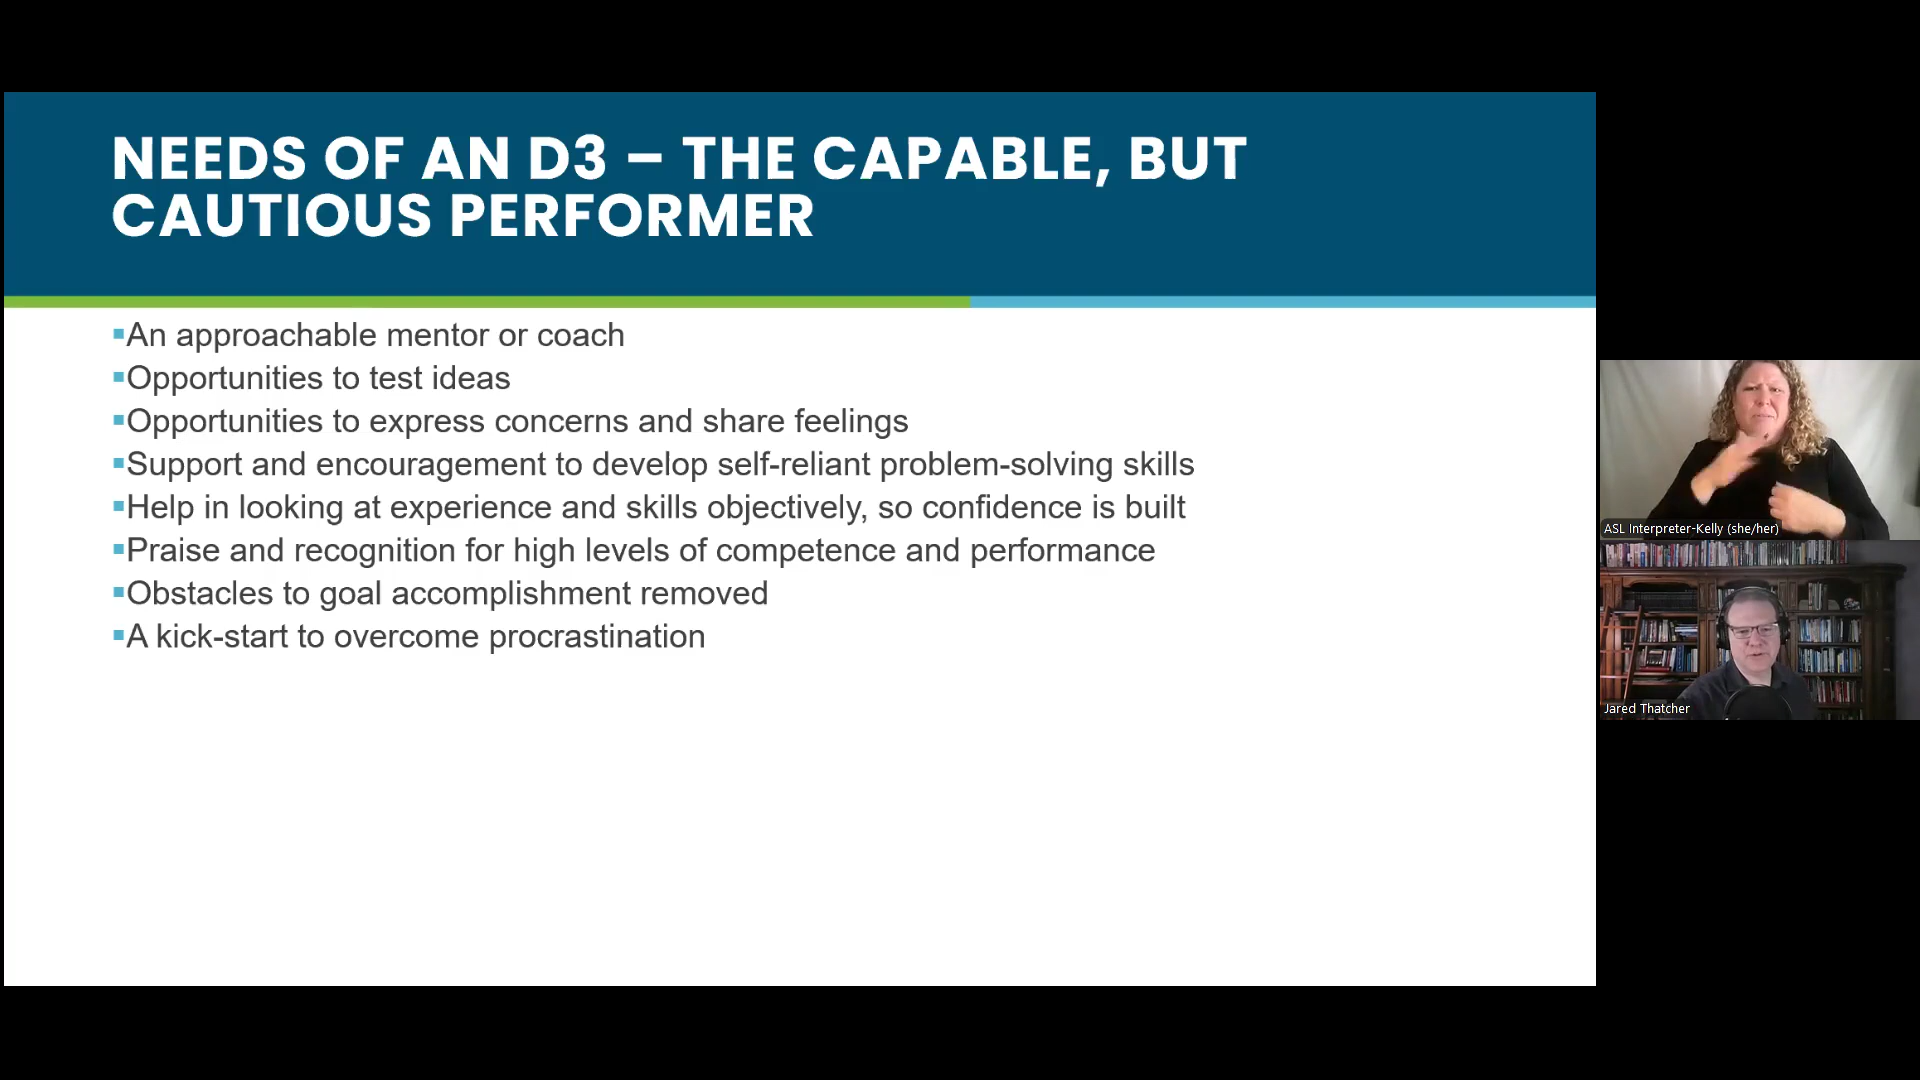 NEEDS OF AN D3 – THE CAPABLE, BUT
CAUTIOUS PERFORMER
▪An approachable mentor or coach
▪Opportunities to test ideas
▪Opportunities to express concerns and share feelings
▪Support and encouragement to develop self-reliant problem-solving skills
▪Help in looking at experience and skills objectively, so confidence is built
▪Praise and recognition for high levels of competence and performance
▪Obstacles to goal accomplishment removed
▪A kick-start to overcome procrastination
ASL Interpreter-Kelly (she/her)
Jared Thatcher